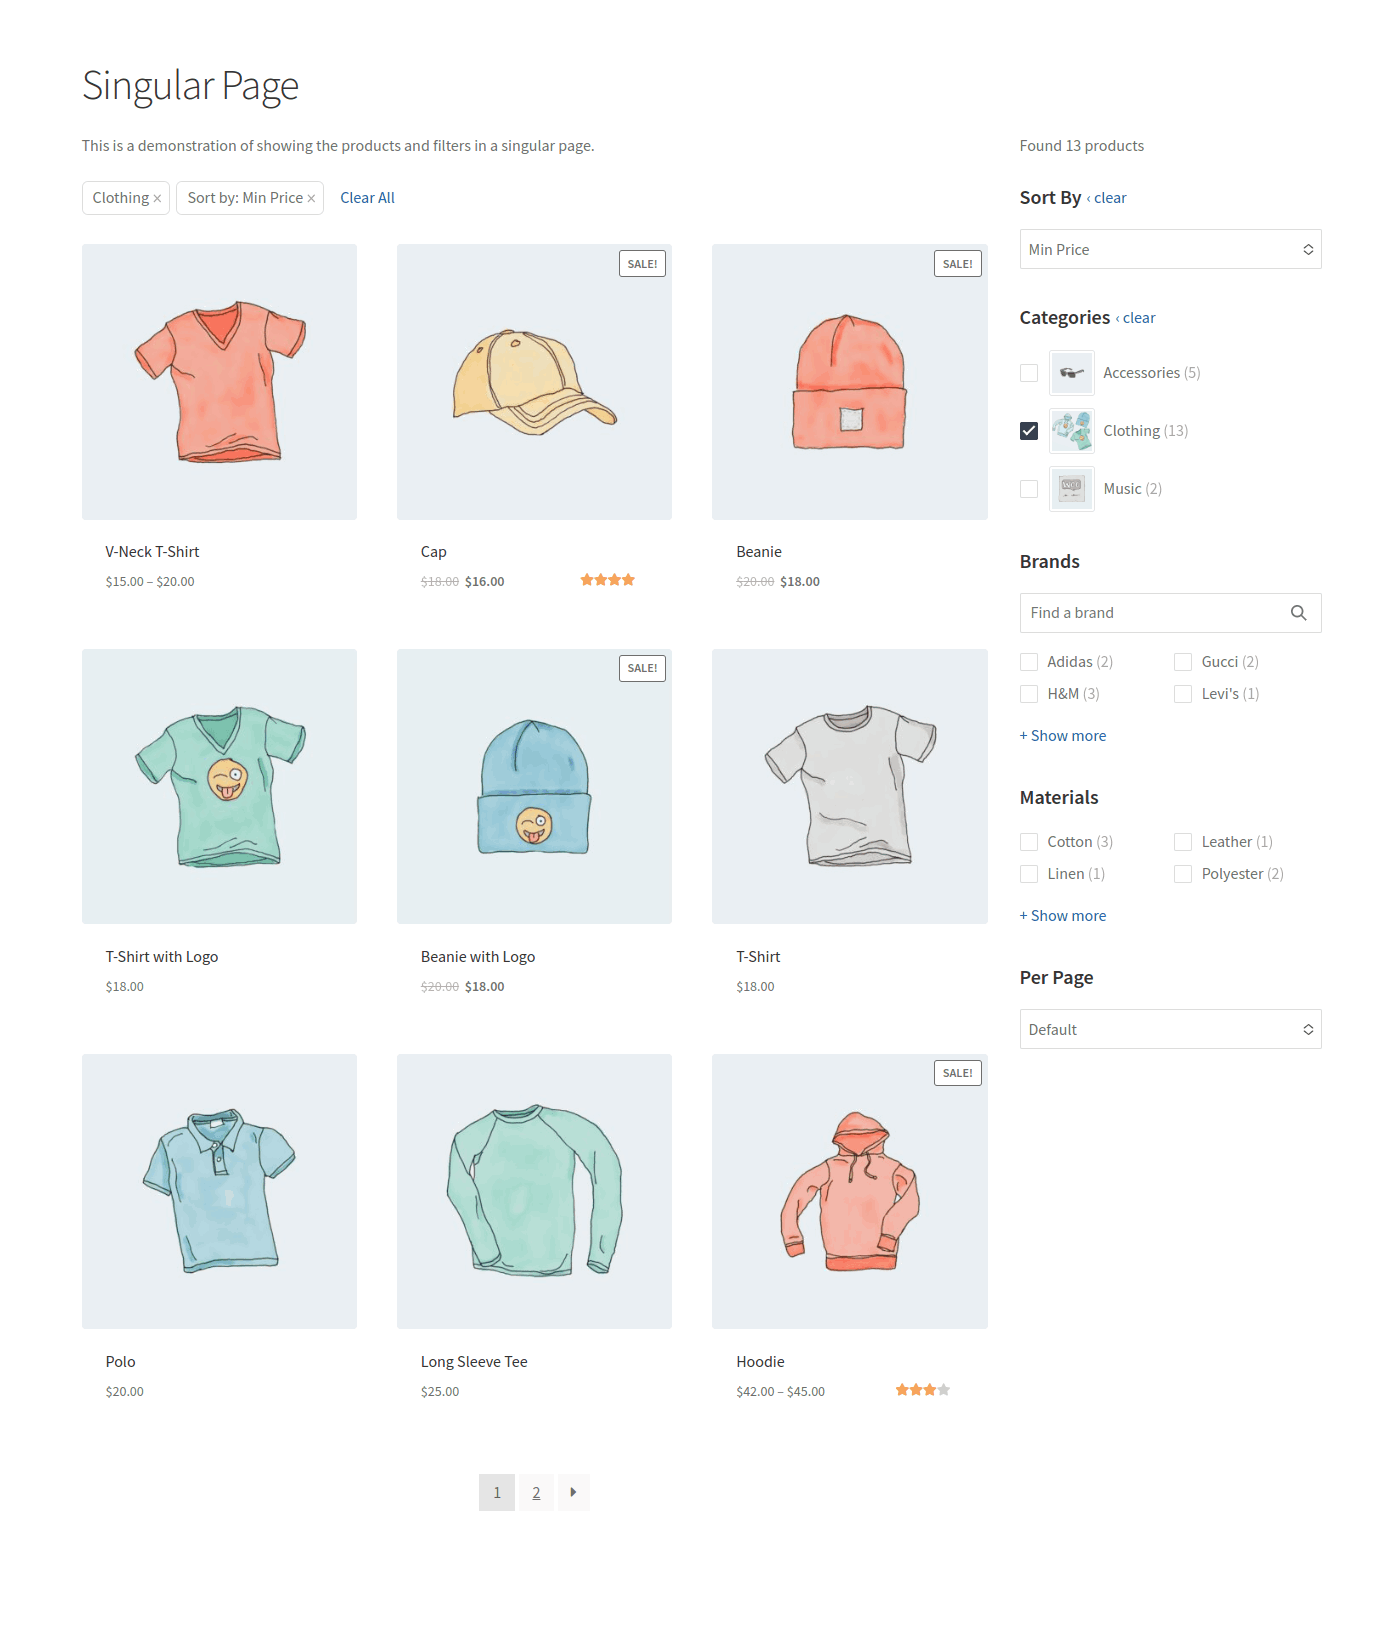 Singular Page
This is a demonstration of showing the products and filters in a singular page.
Clothing × Sort by: Min Price × Clear All
SALE!
SALE!
V-Neck T-Shirt
$15.00 – $20.00
Cap
$18.00 $16.00
Beanie
$20.00 $18.00
SALE!
T-Shirt with Logo
$18.00
Beanie with Logo
$20.00 $18.00
T-Shirt
$18.00
SALE!
Polo
$20.00
Long Sleeve Tee
$25.00
Hoodie
$42.00 – $45.00
1 2
Found 13 products
Sort By ‹ clear
Min Price
Categories ‹ clear
Accessories (5)
Clothing (13)
Music (2)
Brands
Find a brand
Adidas (2) Gucci (2)
H&M (3) Levi's (1)
+ Show more
Materials
Cotton (3) Leather (1)
Linen (1) Polyester (2)
+ Show more
Per Page
Default